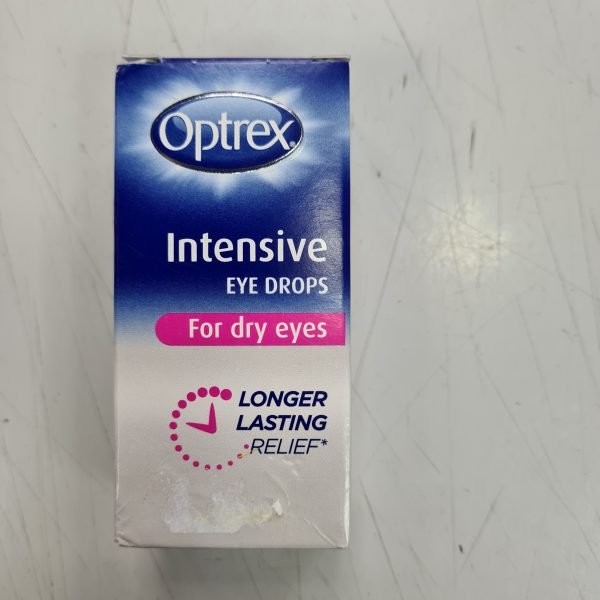 Optrex
Intensive
EYE DROPS
For dry eyes
LONGER
LASTING
RELIEF*